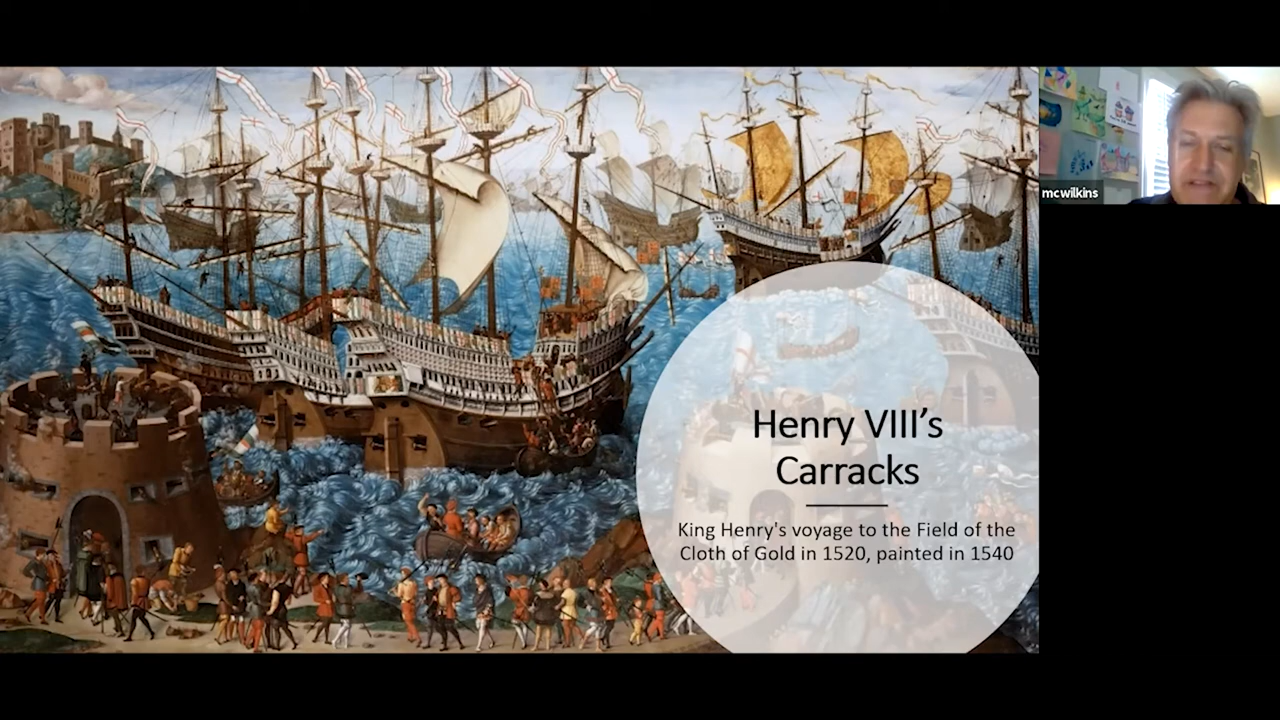 mcwilkins
Henry VIII’s
Carracks
King Henry's voyage to the Field of the
Cloth of Gold in 1520, painted in 1540